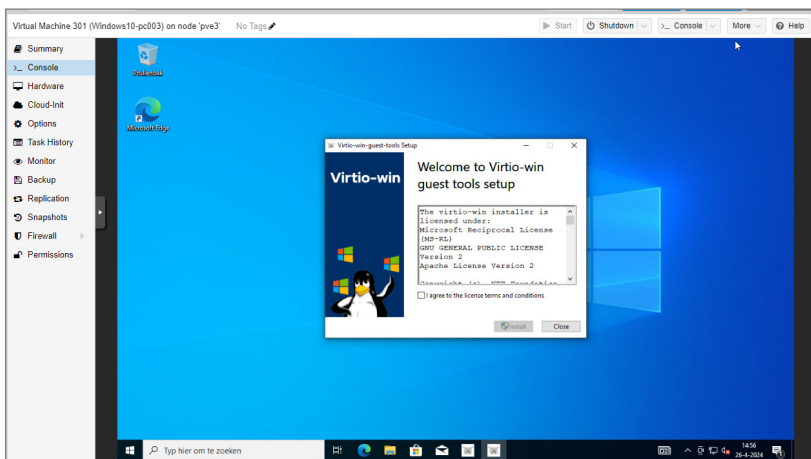 Virtual Machine 301 (Windows10-pc003) on node 'pve3' No Tags Start Shutdown >_ Console More Help
Summary
>_ Console
Hardware
Cloud-Init
Options
Task History
Monitor
Backup
Replication
Snapshots
Firewall
Permissions
Prullenbak
Microsoft Edge
Virtio-win-guest-tools Setup
Virtio-win
Welcome to Virtio-win
guest tools setup
The virtio-win installer is
licensed under:
Microsoft Reciprocal License
(MS-RL)
GNU GENERAL PUBLIC LICENSE
Version 2
Apache License Version 2
I agree to the license terms and conditions
Install Close
Typ hier om te zoeken
14:56
26-4-2024